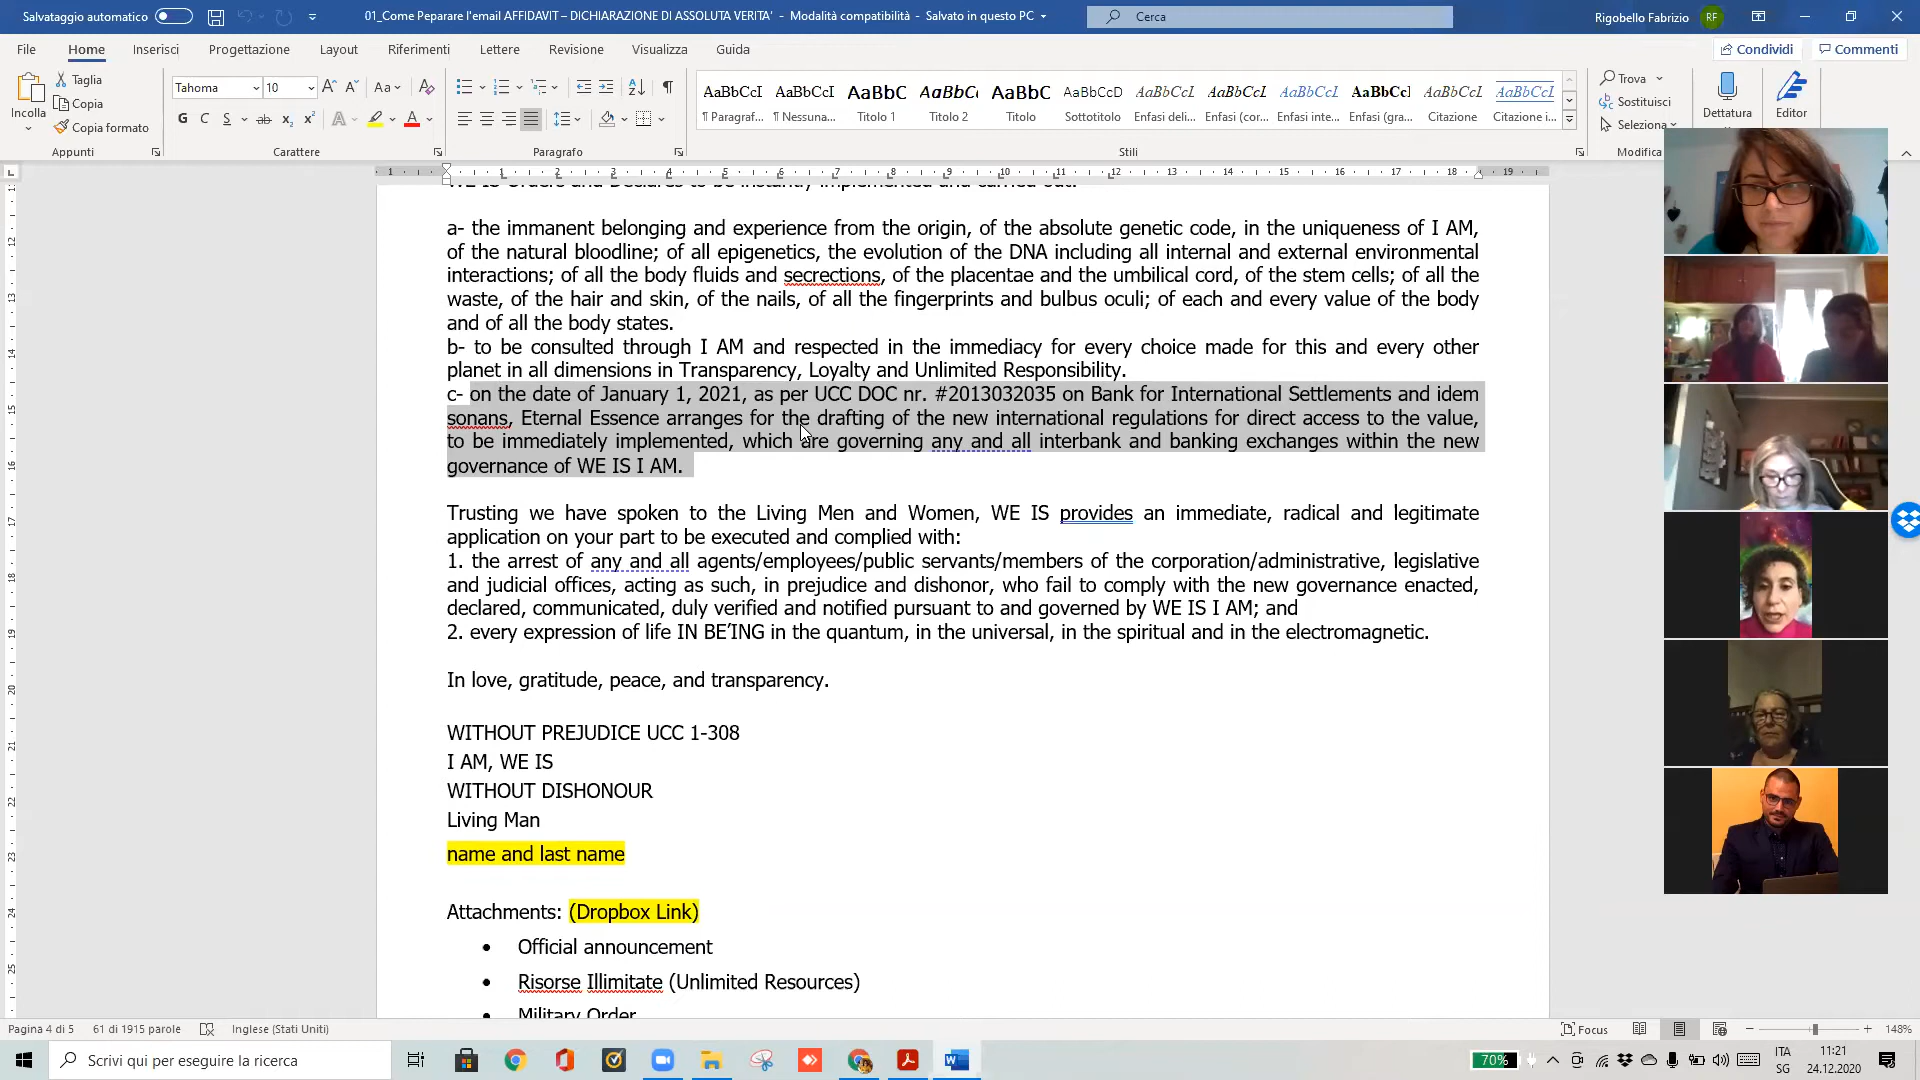 Salvataggio automatico
01_Come Peparare l'email AFFIDAVIT – DICHIARAZIONE DI ASSOLUTA VERITA' - Modalità compatibilità - Salvato in questo PC
Cerca
Rigobello Fabrizio
RF
File Home Inserisci Progettazione Layout Riferimenti Lettere Revisione Visualizza Guida
Condividi Commenti
Incolla
Taglia
Copia
Copia formato
Appunti
Tahoma 10
Carattere
Paragrafo
AaBbCcI AaBbCcI AaBbC AaBbC AaBbC AaBbCcD AaBbCcL AaBbCcL AaBbCcL AaBbCcI AaBbCcL AaBbCcL
¶ Paragraf... ¶ Nessuna... Titolo 1 Titolo 2 Titolo Sottotitolo Enfasi deli... Enfasi (cor... Enfasi inte... Enfasi (gra... Citazione Citazione i...
Stili
Trova
Sostituisci
Seleziona
Modifica
Dettatura
Editor
WE IS Orders and Declares to be instantly implemented and carried out:
a- the immanent belonging and experience from the origin, of the absolute genetic code, in the uniqueness of I AM,
of the natural bloodline; of all epigenetics, the evolution of the DNA including all internal and external environmental
interactions; of all the body fluids and secrections, of the placentae and the umbilical cord, of the stem cells; of all the
waste, of the hair and skin, of the nails, of all the fingerprints and bulbus oculi; of each and every value of the body
and of all the body states.
b- to be consulted through I AM and respected in the immediacy for every choice made for this and every other
planet in all dimensions in Transparency, Loyalty and Unlimited Responsibility.
c- on the date of January 1, 2021, as per UCC DOC nr. #2013032035 on Bank for International Settlements and idem
sonans, Eternal Essence arranges for the drafting of the new international regulations for direct access to the value,
to be immediately implemented, which are governing any and all interbank and banking exchanges within the new
governance of WE IS I AM.
Trusting we have spoken to the Living Men and Women, WE IS provides an immediate, radical and legitimate
application on your part to be executed and complied with:
1. the arrest of any and all agents/employees/public servants/members of the corporation/administrative, legislative
and judicial offices, acting as such, in prejudice and dishonor, who fail to comply with the new governance enacted,
declared, communicated, duly verified and notified pursuant to and governed by WE IS I AM; and
2. every expression of life IN BE'ING in the quantum, in the universal, in the spiritual and in the electromagnetic.
In love, gratitude, peace, and transparency.
WITHOUT PREJUDICE UCC 1-308
I AM, WE IS
WITHOUT DISHONOUR
Living Man
name and last name
Attachments: (Dropbox Link)
• Official announcement
• Risorse Illimitate (Unlimited Resources)
• Military Order
Pagina 4 di 5 61 di 1915 parole Inglese (Stati Uniti)
Focus
148%
Scrivi qui per eseguire la ricerca
70%
ITA
SG
11:21
24.12.2020